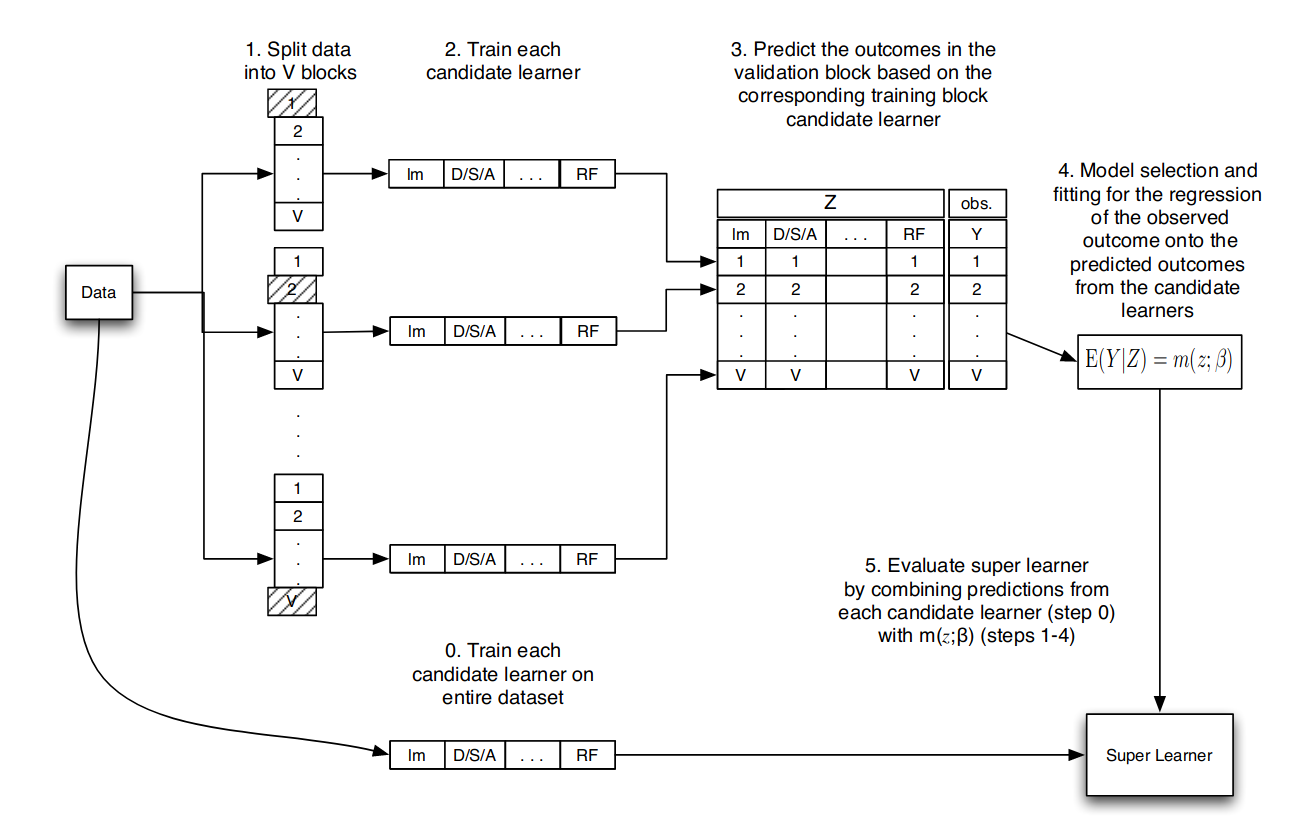 1. Split data
into V blocks
2. Train each
candidate learner
3. Predict the outcomes in the
validation block based on the
corresponding training block
candidate learner
4. Model selection and
fitting for the regression
of the observed
outcome onto the
predicted outcomes
from the candidate
learners
Data
1
2
.
.
.
V
lm D/S/A . . . RF
1
2
.
.
.
V
lm D/S/A . . . RF
.
.
.
1
2
.
.
.
V
lm D/S/A . . . RF
Z obs.
lm D/S/A . . . RF Y
1 1 1 1
2 2 2 2
. . . .
. . . .
. . . .
V V V V
E(Y|Z) = m(z; β)
5. Evaluate super learner
by combining predictions from
each candidate learner (step 0)
with m(z;β) (steps 1-4)
0. Train each
candidate learner on
entire dataset
lm D/S/A . . . RF
Super Learner